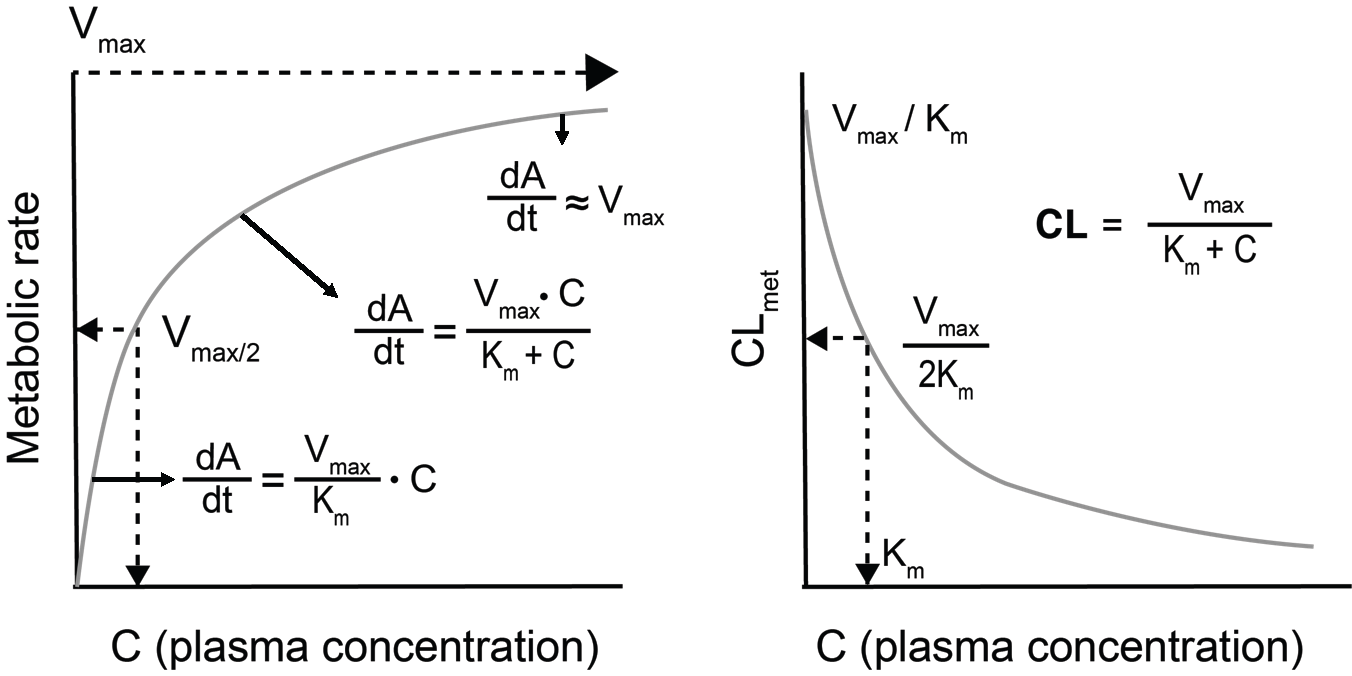 Vmax
Metabolic rate
dA/dt ≈ Vmax
dA/dt = Vmax · C / Km + C
Vmax/2
dA/dt = Vmax/Km · C
C (plasma concentration)
CLmet
Vmax / Km
CL = Vmax / Km + C
Vmax / 2Km
Km
C (plasma concentration)